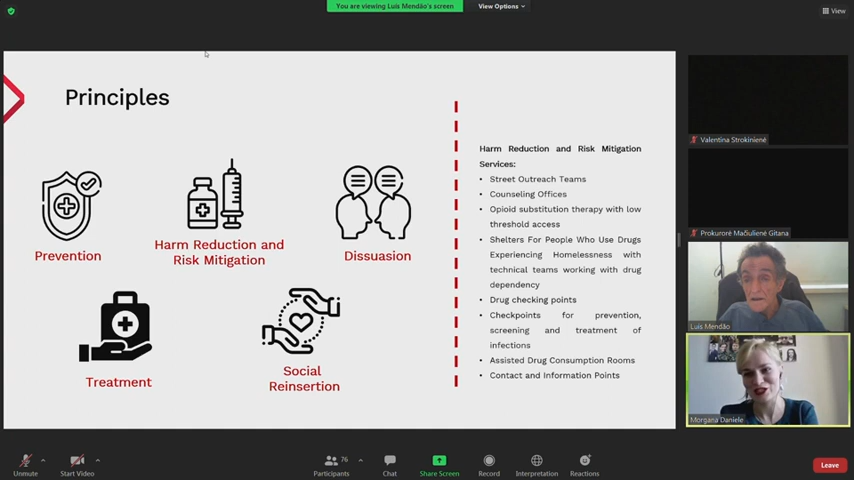 You are viewing Luis Mendão's screen
View Options
View
Principles
Prevention
Harm Reduction and
Risk Mitigation
Dissuasion
Treatment
Social
Reinsertion
Harm Reduction and Risk Mitigation
Services:
• Street Outreach Teams
• Counseling Offices
• Opioid substitution therapy with low
threshold access
• Shelters For People Who Use Drugs
Experiencing Homelessness with
technical teams working with drug
dependency
• Drug checking points
• Checkpoints for prevention,
screening and treatment of
infections
• Assisted Drug Consumption Rooms
• Contact and Information Points
Valentina Strokinienė
Prokurorė Mačiulienė Gitana
Luis Mendão
Morgana Daniele
Unmute
Start Video
76
Participants
Chat
Share Screen
Record
Interpretation
Reactions
Leave